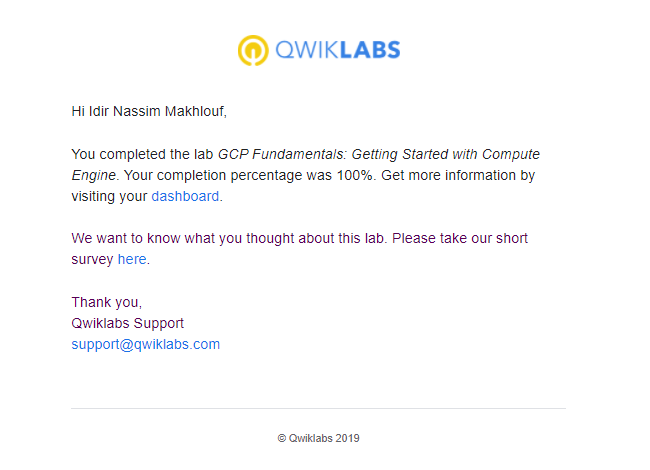 QWIKLABS
Hi Idir Nassim Makhlouf,
You completed the lab GCP Fundamentals: Getting Started with Compute
Engine. Your completion percentage was 100%. Get more information by
visiting your dashboard.
We want to know what you thought about this lab. Please take our short
survey here.
Thank you,
Qwiklabs Support
support@qwiklabs.com
© Qwiklabs 2019